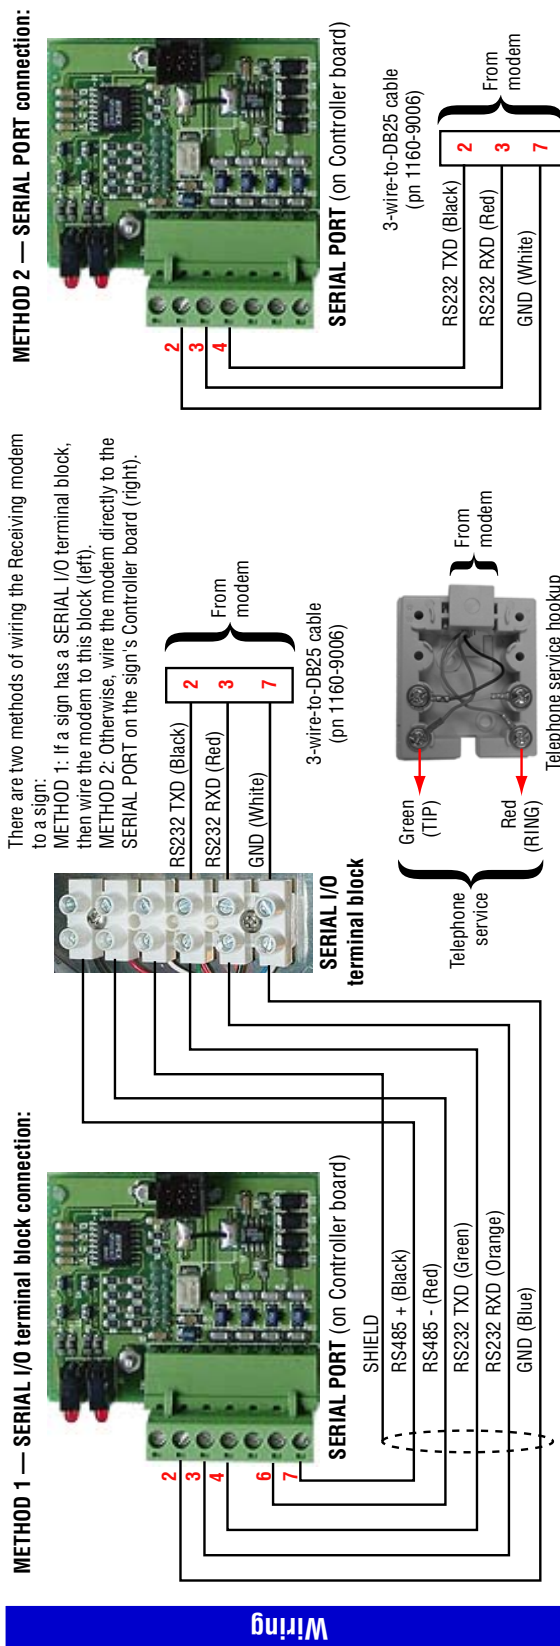 Wiring
METHOD 1 — SERIAL I/O terminal block connection:
2
3
4
6
7
SERIAL PORT (on Controller board)
SHIELD
RS485 + (Black)
RS485 - (Red)
RS232 TXD (Green)
RS232 RXD (Orange)
GND (Blue)
There are two methods of wiring the Receiving modem
to a sign:
METHOD 1: If a sign has a SERIAL I/O terminal block,
then wire the modem to this block (left).
METHOD 2: Otherwise, wire the modem directly to the
SERIAL PORT on the sign's Controller board (right).
SERIAL I/O
terminal block
RS232 TXD (Black)
RS232 RXD (Red)
GND (White)
2
3
7
From
modem
3-wire-to-DB25 cable
(pn 1160-9006)
Telephone
service
Green
(TIP)
Red
(RING)
From
modem
Telephone service hookup
METHOD 2 — SERIAL PORT connection:
2
3
4
SERIAL PORT (on Controller board)
3-wire-to-DB25 cable
(pn 1160-9006)
RS232 TXD (Black)
RS232 RXD (Red)
GND (White)
2
3
7
From
modem